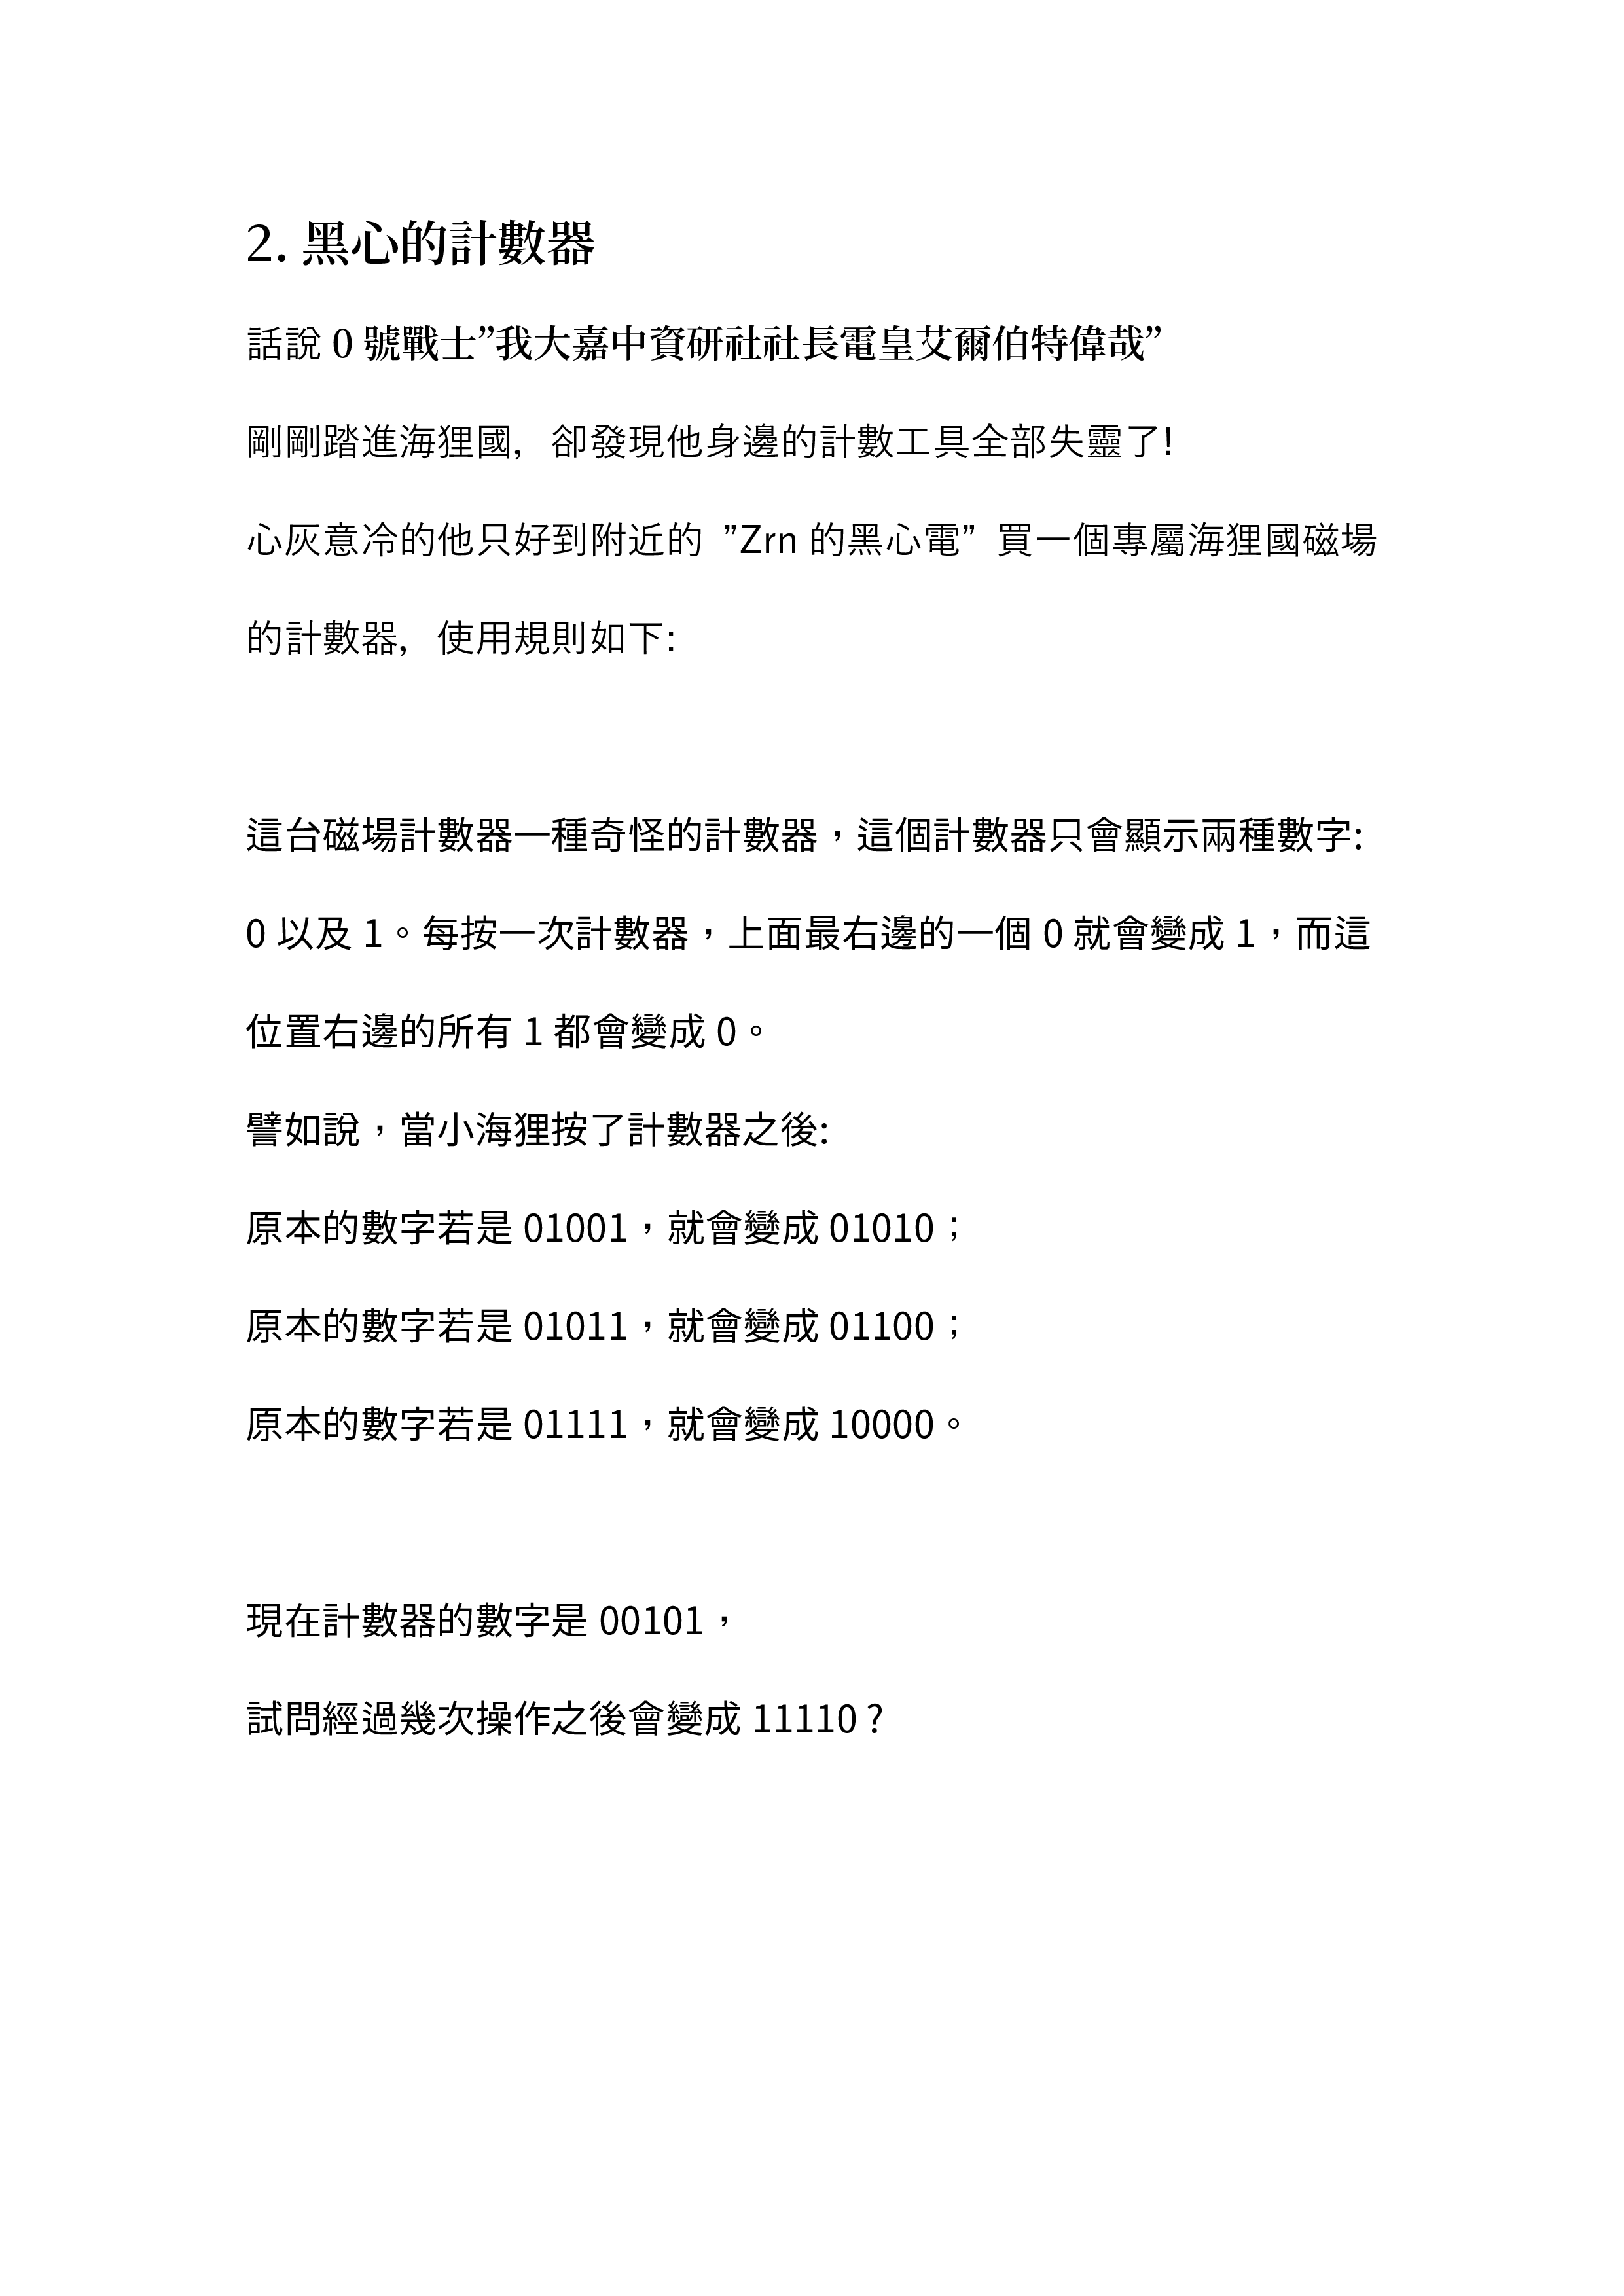 2. 黑心的計數器
話說 0 號戰士”我大嘉中資研社社長電皇艾爾伯特偉哉”
剛剛踏進海狸國，卻發現他身邊的計數工具全部失靈了!
心灰意冷的他只好到附近的 ”Zrn 的黑心電” 買一個專屬海狸國磁場
的計數器，使用規則如下:
這台磁場計數器一種奇怪的計數器，這個計數器只會顯示兩種數字:
0 以及 1。每按一次計數器，上面最右邊的一個 0 就會變成 1，而這
位置右邊的所有 1 都會變成 0。
譬如說，當小海狸按了計數器之後:
原本的數字若是 01001，就會變成 01010；
原本的數字若是 01011，就會變成 01100；
原本的數字若是 01111，就會變成 10000。
現在計數器的數字是 00101，
試問經過幾次操作之後會變成 11110？